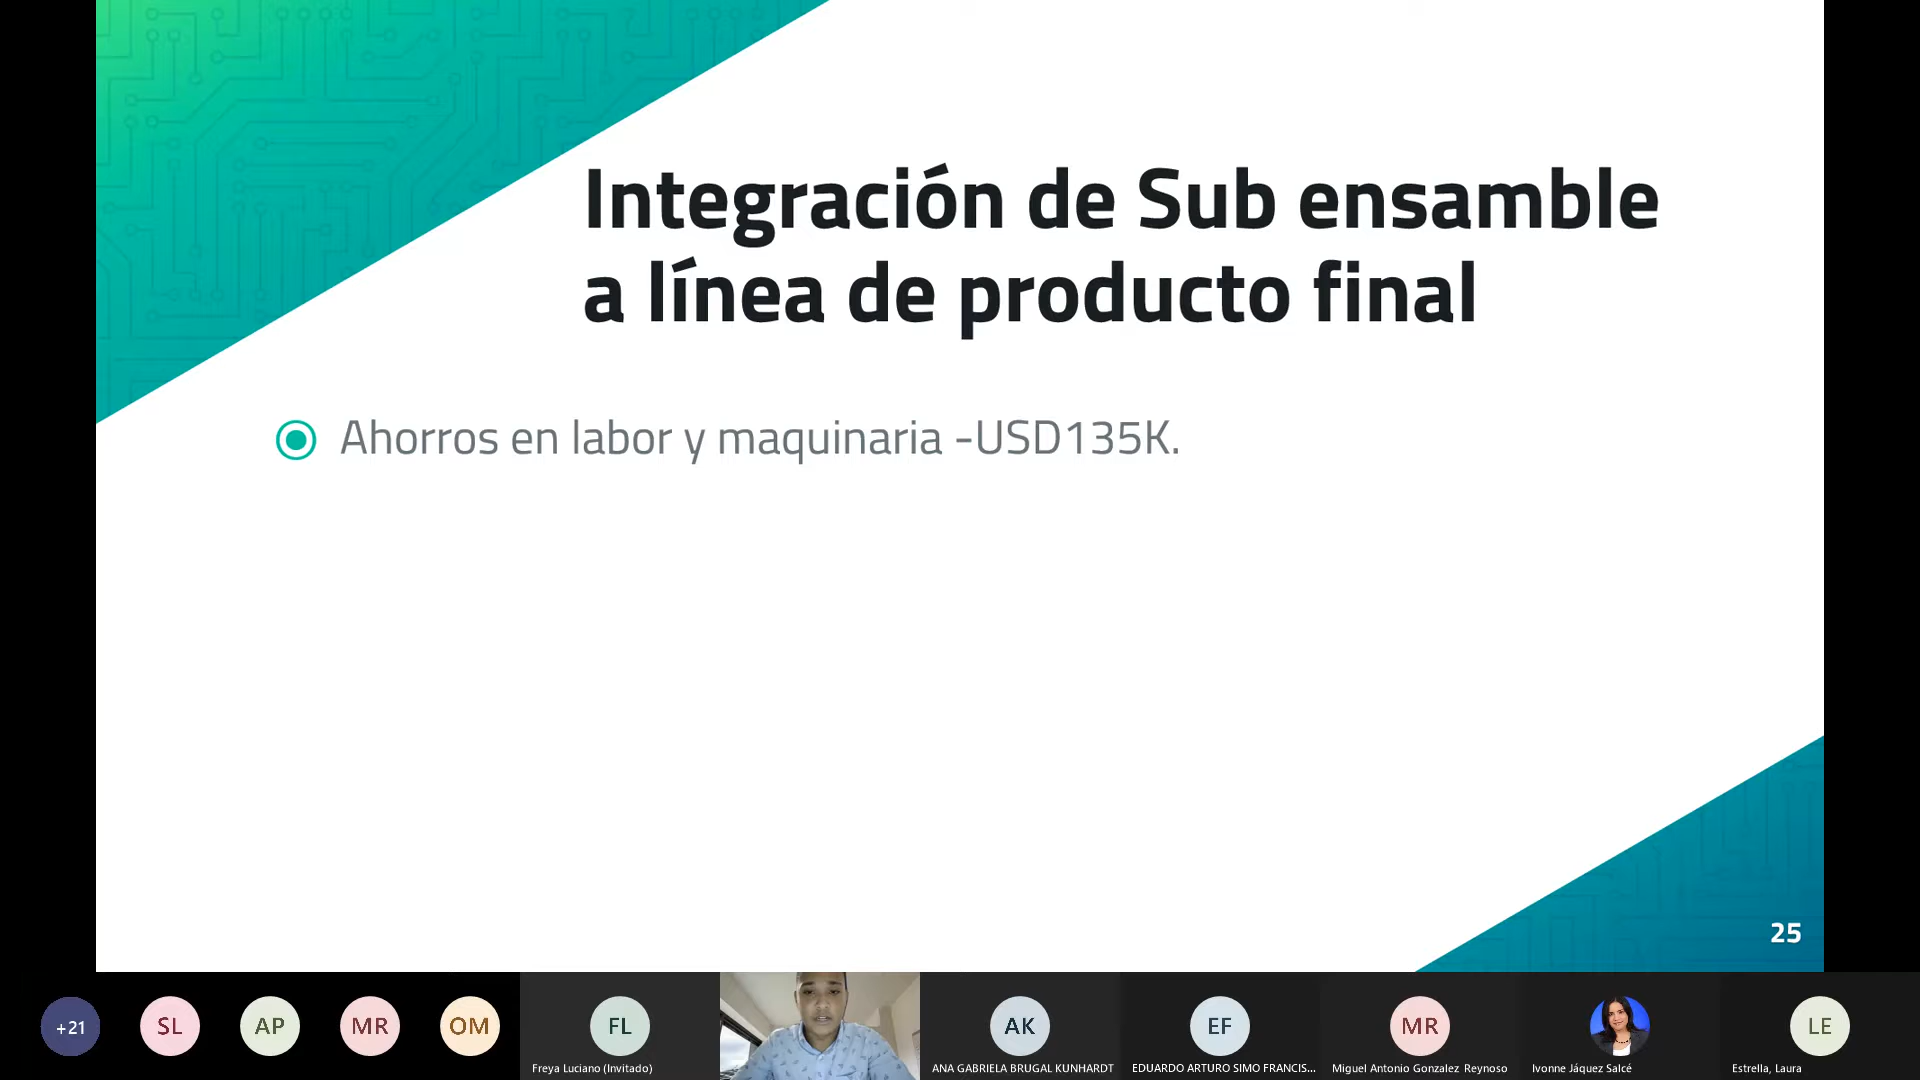 Integración de Sub ensamble
a línea de producto final
Ahorros en labor y maquinaria -USD135K.
25
+21
SL
AP
MR
OM
FL
Freya Luciano (Invitado)
AK
ANA GABRIELA BRUGAL KUNHARDT
EF
EDUARDO ARTURO SIMO FRANCIS...
MR
Miguel Antonio Gonzalez Reynoso
Ivonne Jáquez Salcé
LE
Estrella, Laura